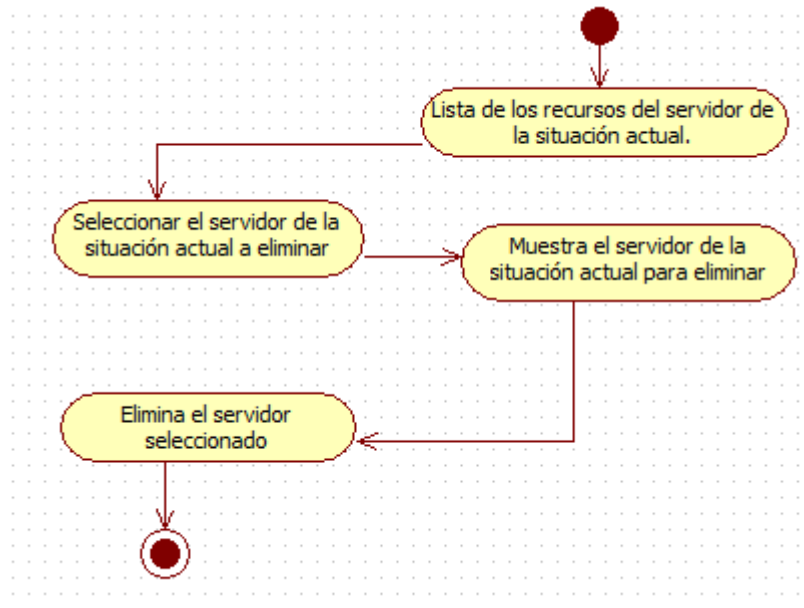 Lista de los recursos del servidor de
la situación actual.
Seleccionar el servidor de la
situación actual a eliminar
Muestra el servidor de la
situación actual para eliminar
Elimina el servidor
seleccionado